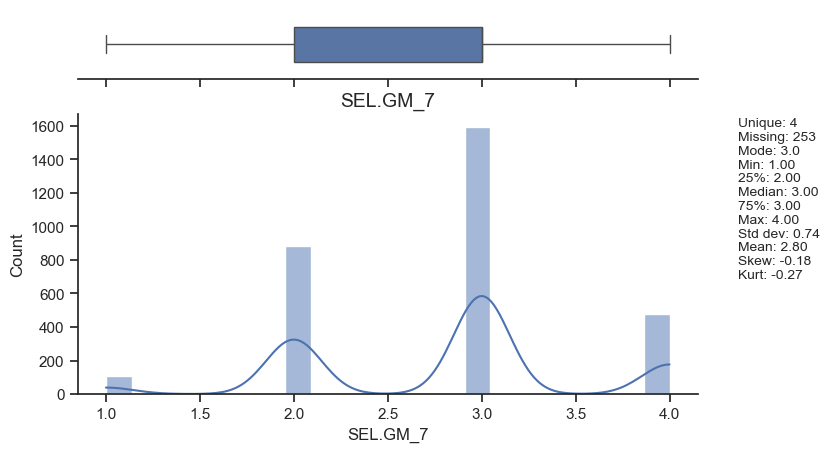 SEL.GM_7
1600
1400
1200
1000
800
600
400
200
0
Count
1.0 1.5 2.0 2.5 3.0 3.5 4.0
SEL.GM_7
Unique: 4
Missing: 253
Mode: 3.0
Min: 1.00
25%: 2.00
Median: 3.00
75%: 3.00
Max: 4.00
Std dev: 0.74
Mean: 2.80
Skew: -0.18
Kurt: -0.27